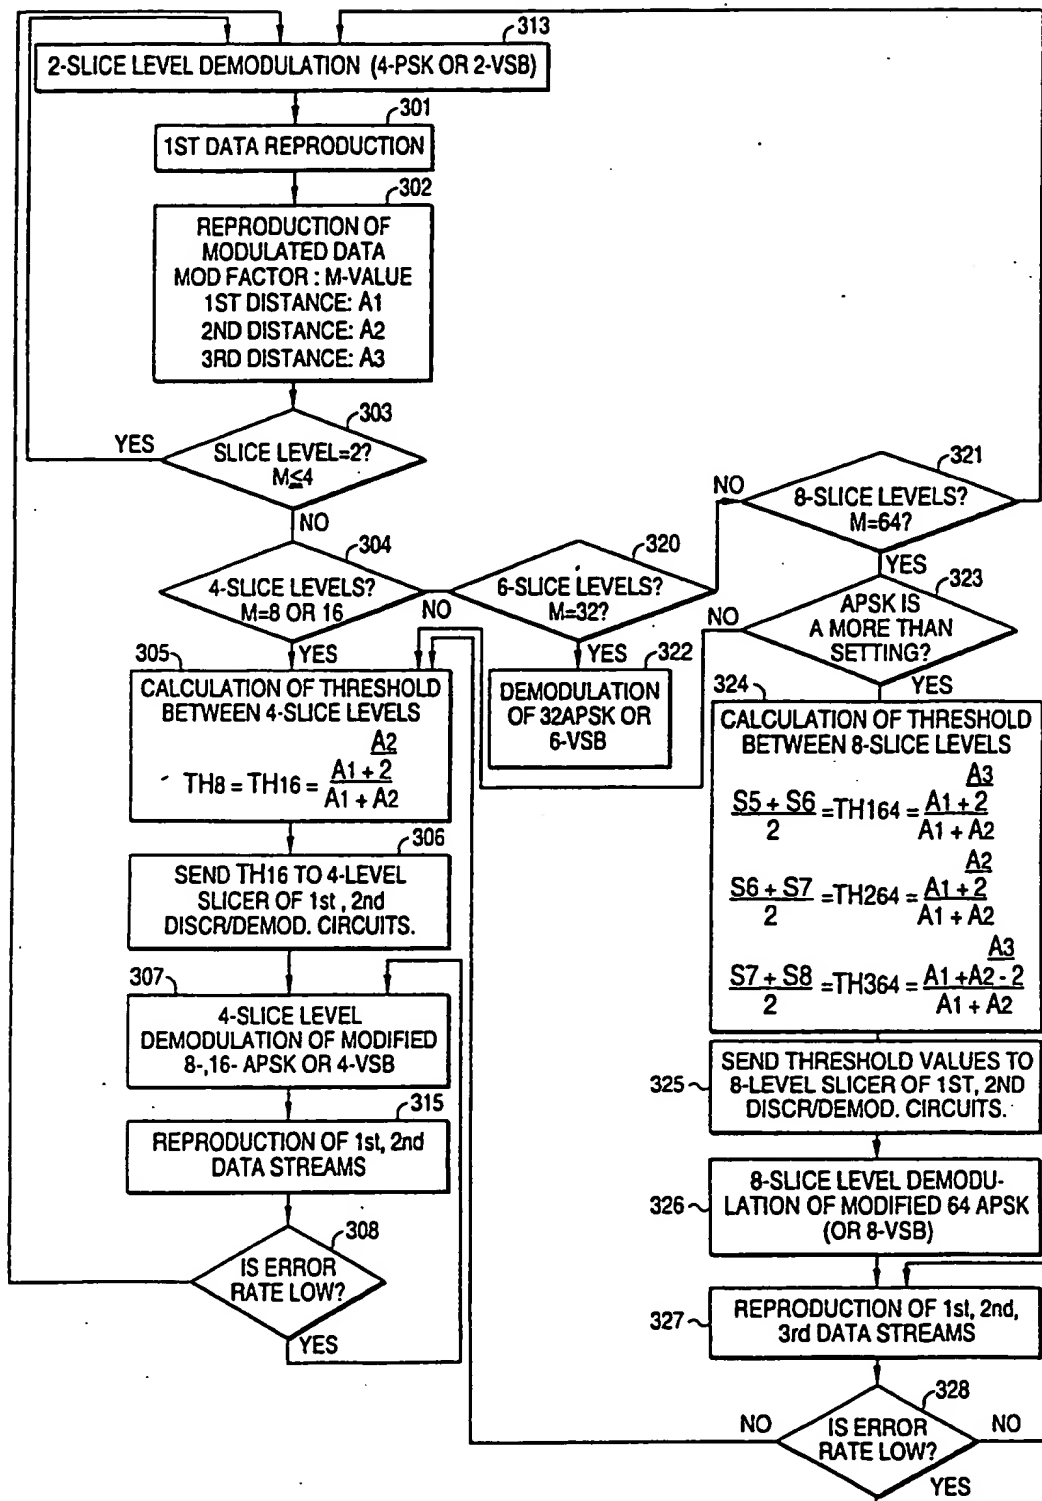 313
2-SLICE LEVEL DEMODULATION (4-PSK OR 2-VSB)
301
1ST DATA REPRODUCTION
302
REPRODUCTION OF
MODULATED DATA
MOD FACTOR : M-VALUE
1ST DISTANCE: A1
2ND DISTANCE: A2
3RD DISTANCE: A3
303
YES
SLICE LEVEL=2?
M≤4
NO
304
4-SLICE LEVELS?
M=8 OR 16
NO
YES
320
6-SLICE LEVELS?
M=32?
NO
YES
321
8-SLICE LEVELS?
M=64?
YES
323
NO
APSK IS
A MORE THAN
SETTING?
YES
305
CALCULATION OF THRESHOLD
BETWEEN 4-SLICE LEVELS
A2
TH8 = TH16 = A1 + 2
A1 + A2
322
DEMODULATION
OF 32APSK OR
6-VSB
324
CALCULATION OF THRESHOLD
BETWEEN 8-SLICE LEVELS
A3
S5 + S6 =TH164 = A1 + 2
2 A1 + A2
A2
S6 + S7 =TH264 = A1 + 2
2 A1 + A2
A3
S7 + S8 =TH364 = A1 +A2 - 2
2 A1 + A2
306
SEND TH16 TO 4-LEVEL
SLICER OF 1st , 2nd
DISCR/DEMOD. CIRCUITS.
307
4-SLICE LEVEL
DEMODULATION OF MODIFIED
8-,16- APSK OR 4-VSB
315
REPRODUCTION OF 1st, 2nd
DATA STREAMS
308
IS ERROR
RATE LOW?
YES
325
SEND THRESHOLD VALUES TO
8-LEVEL SLICER OF 1ST, 2ND
DISCR/DEMOD. CIRCUITS.
326
8-SLICE LEVEL DEMODU-
LATION OF MODIFIED 64 APSK
(OR 8-VSB)
327
REPRODUCTION OF 1st, 2nd,
3rd DATA STREAMS
328
NO
IS ERROR
RATE LOW?
NO
YES